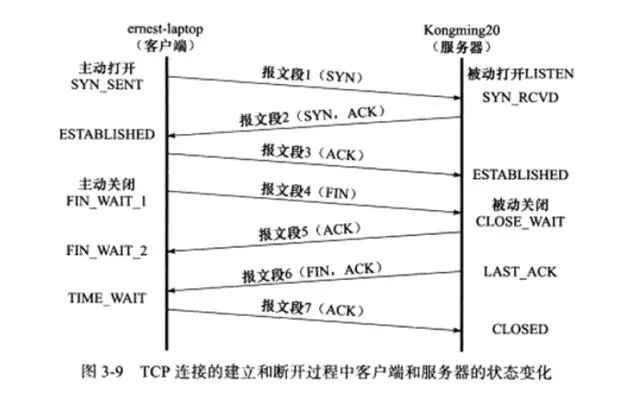 ernest-laptop
(客户端)
Kongming20
(服务器)
主动打开
SYN_SENT
报文段1(SYN)
被动打开LISTEN
SYN_RCVD
报文段2(SYN,ACK)
ESTABLISHED
报文段3(ACK)
ESTABLISHED
主动关闭
FIN_WAIT_1
报文段4(FIN)
被动关闭
CLOSE_WAIT
报文段5(ACK)
FIN_WAIT_2
报文段6(FIN,ACK)
LAST_ACK
TIME_WAIT
报文段7(ACK)
CLOSED
图 3-9 TCP 连接的建立和断开过程中客户端和服务器的状态变化